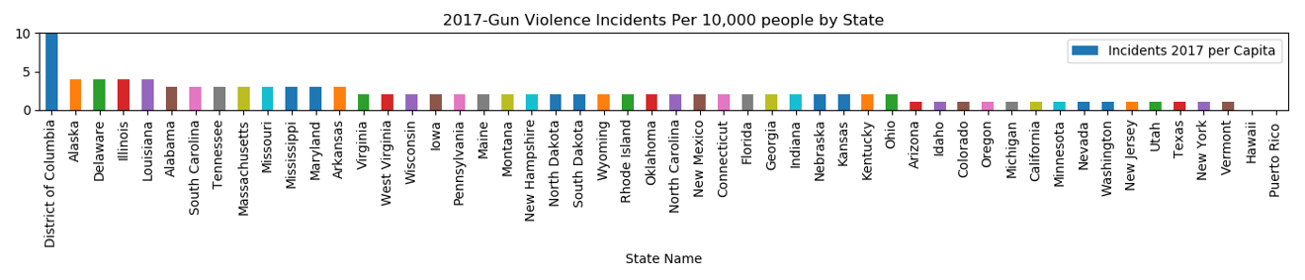 2017-Gun Violence Incidents Per 10,000 people by State
10
5
0
Incidents 2017 per Capita
District of Columbia
Alaska
Delaware
Illinois
Louisiana
Alabama
South Carolina
Tennessee
Massachusetts
Missouri
Mississippi
Maryland
Arkansas
Virginia
West Virginia
Wisconsin
Iowa
Pennsylvania
Maine
Montana
New Hampshire
North Dakota
South Dakota
Wyoming
Rhode Island
Oklahoma
North Carolina
New Mexico
Connecticut
Florida
Georgia
Indiana
Nebraska
Kansas
Kentucky
Ohio
Arizona
Idaho
Colorado
Oregon
Michigan
California
Minnesota
Nevada
Washington
New Jersey
Utah
Texas
New York
Vermont
Hawaii
Puerto Rico
State Name